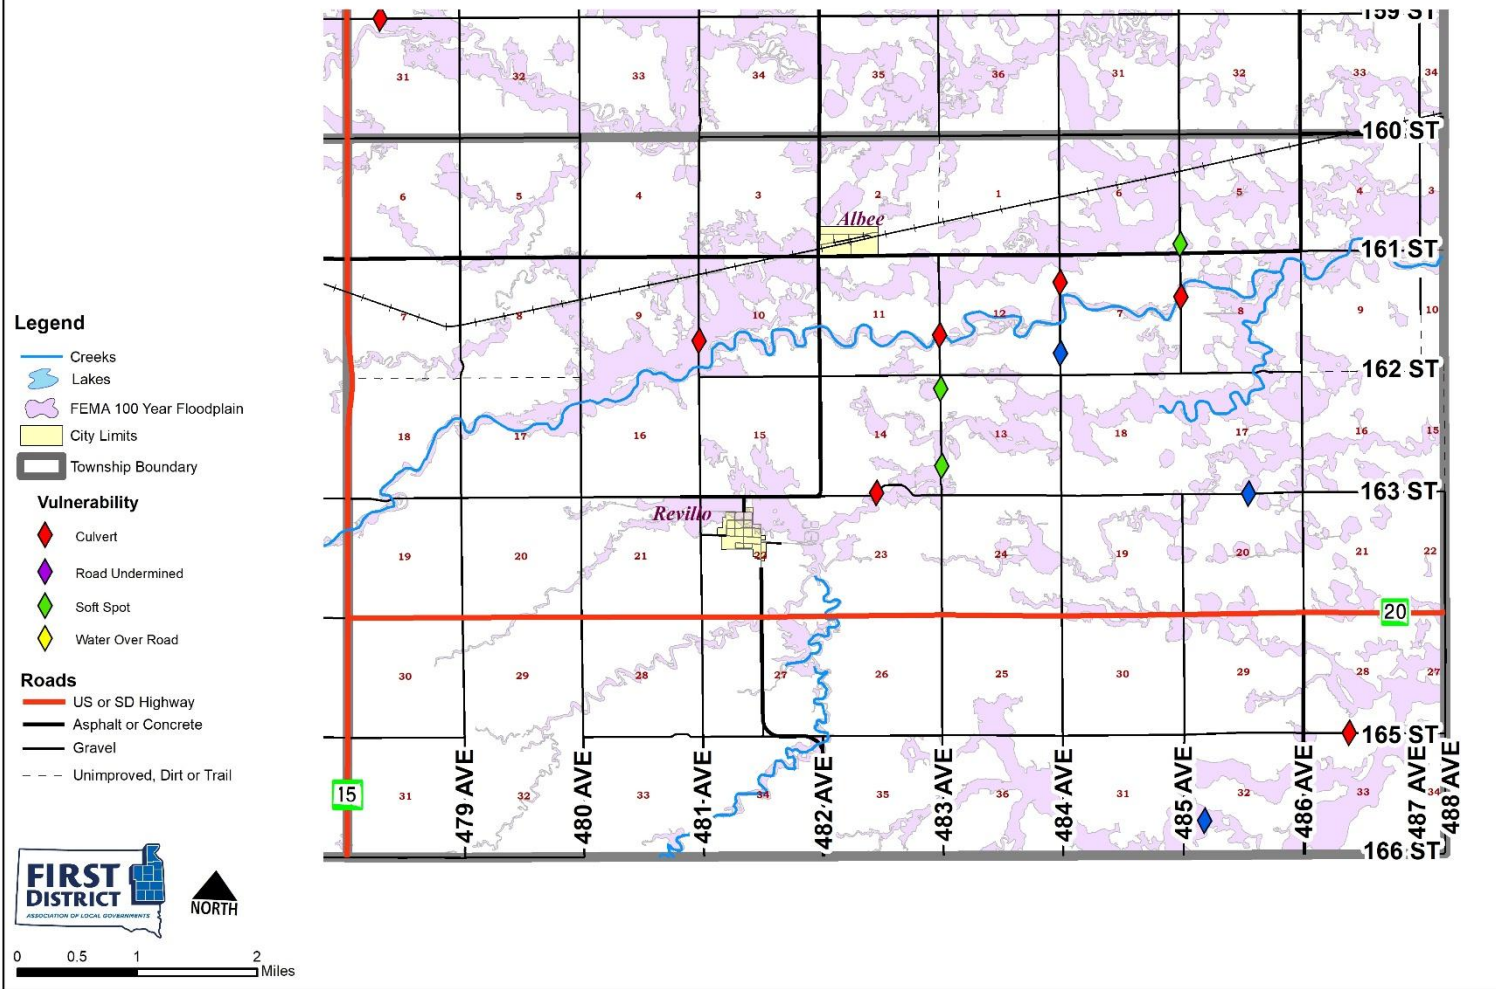 159 ST
31 32 33 34 35 36 31 32 33 34
160 ST
6 5 4 3 2 1 6 5 4 3
Albee
161 ST
7 8 9 10 11 12 7 8 9 10
162 ST
18 17 16 15 14 13 18 17 16 15
163 ST
Revillo
19 20 21 22 23 24 19 20 21 22
20
30 29 28 27 26 25 30 29 28 27
165 ST
15
31 32 33 34 35 36 31 32 33 34
479 AVE
480 AVE
481 AVE
482 AVE
483 AVE
484 AVE
485 AVE
486 AVE
487 AVE
488 AVE
166 ST
Legend
Creeks
Lakes
FEMA 100 Year Floodplain
City Limits
Township Boundary
Vulnerability
Culvert
Road Undermined
Soft Spot
Water Over Road
Roads
US or SD Highway
Asphalt or Concrete
Gravel
Unimproved, Dirt or Trail
FIRST
DISTRICT
ASSOCIATION OF LOCAL GOVERNMENTS
NORTH
0 0.5 1 2
Miles